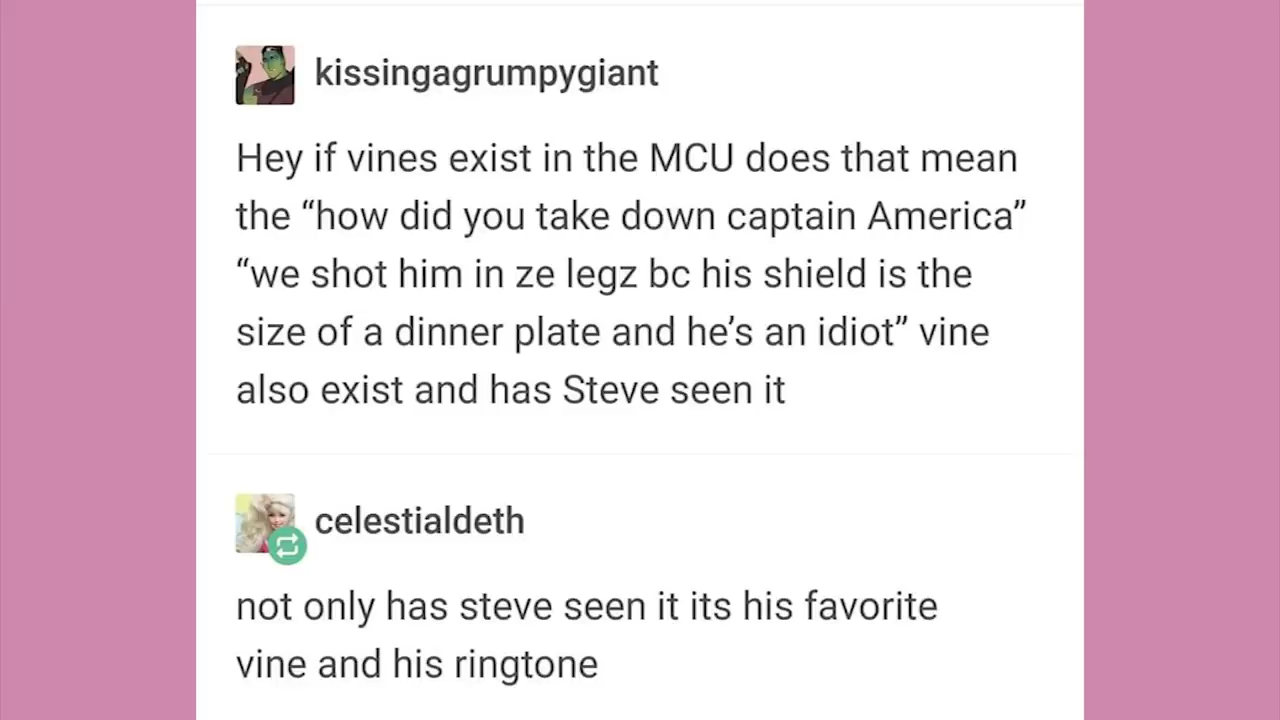 kissingagrumpygiant
Hey if vines exist in the MCU does that mean
the “how did you take down captain America”
“we shot him in ze legz bc his shield is the
size of a dinner plate and he’s an idiot” vine
also exist and has Steve seen it
celestialdeth
not only has steve seen it its his favorite
vine and his ringtone